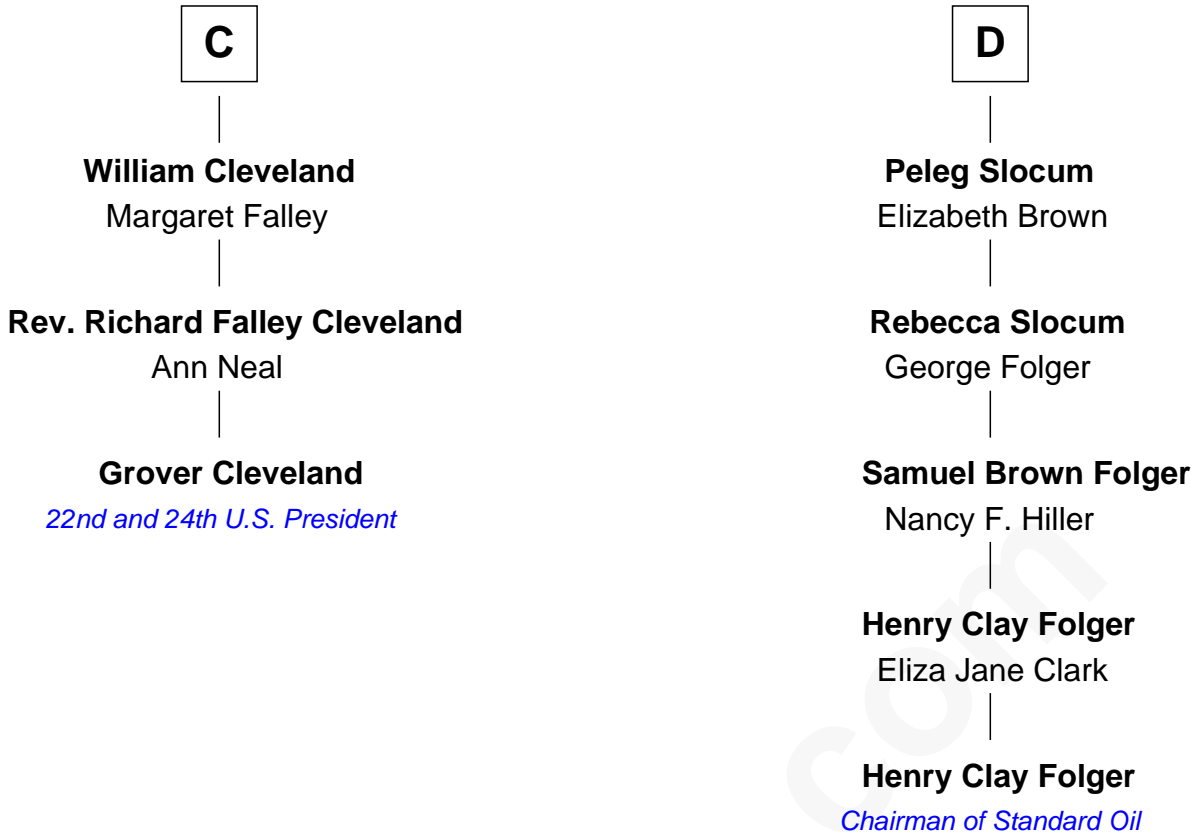 C
William Cleveland
Margaret Falley
Rev. Richard Falley Cleveland
Ann Neal
Grover Cleveland
22nd and 24th U.S. President
D
Peleg Slocum
Elizabeth Brown
Rebecca Slocum
George Folger
Samuel Brown Folger
Nancy F. Hiller
Henry Clay Folger
Eliza Jane Clark
Henry Clay Folger
Chairman of Standard Oil
com